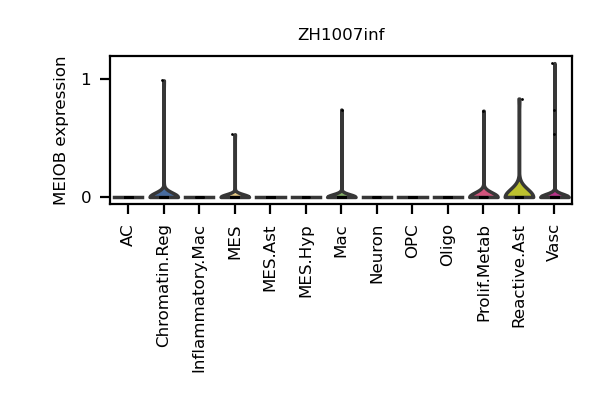 ZH1007inf
MEIOB expression
1
0
AC
Chromatin.Reg
Inflammatory.Mac
MES
MES.Ast
MES.Hyp
Mac
Neuron
OPC
Oligo
Prolif.Metab
Reactive.Ast
Vasc